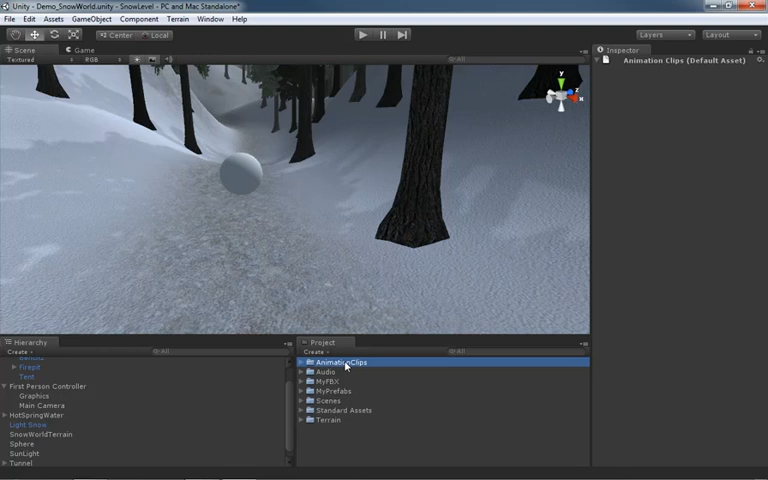 Unity - Demo_SnowWorld.unity - SnowLevel - PC and Mac Standalone*
File Edit Assets GameObject Component Terrain Window Help
Center Local Layers Layout
Scene Game Inspector
Textured RGB All
Animation Clips (Default Asset)
y
z
x
Hierarchy Project
Create All Create All
AnimationClips
Firepit Audio
Tent MyFBX
First Person Controller MyPrefabs
Graphics Scenes
Main Camera Standard Assets
HotSpringWater Terrain
Light Snow
SnowWorldTerrain
Sphere
SunLight
Tunnel